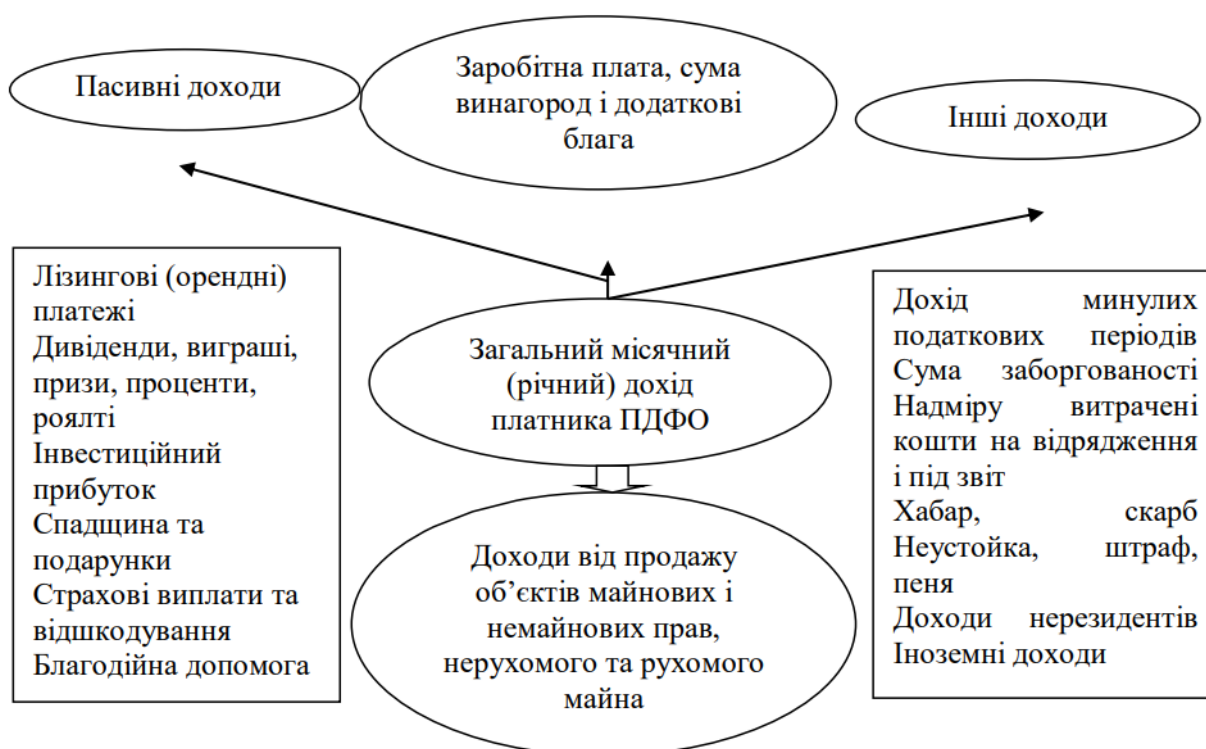 Пасивні доходи
Заробітна плата, сума
винагород і додаткові
блага
Інші доходи
Лізингові (орендні)
платежі
Дивіденди, виграші,
призи, проценти,
роялті
Інвестиційний
прибуток
Спадщина та
подарунки
Страхові виплати та
відшкодування
Благодійна допомога
Загальний місячний
(річний) дохід
платника ПДФО
Доходи від продажу
об’єктів майнових і
немайнових прав,
нерухомого та рухомого
майна
Дохід минулих
податкових періодів
Сума заборгованості
Надміру витрачені
кошти на відрядження
і під звіт
Хабар, скарб
Неустойка, штраф,
пеня
Доходи нерезидентів
Іноземні доходи